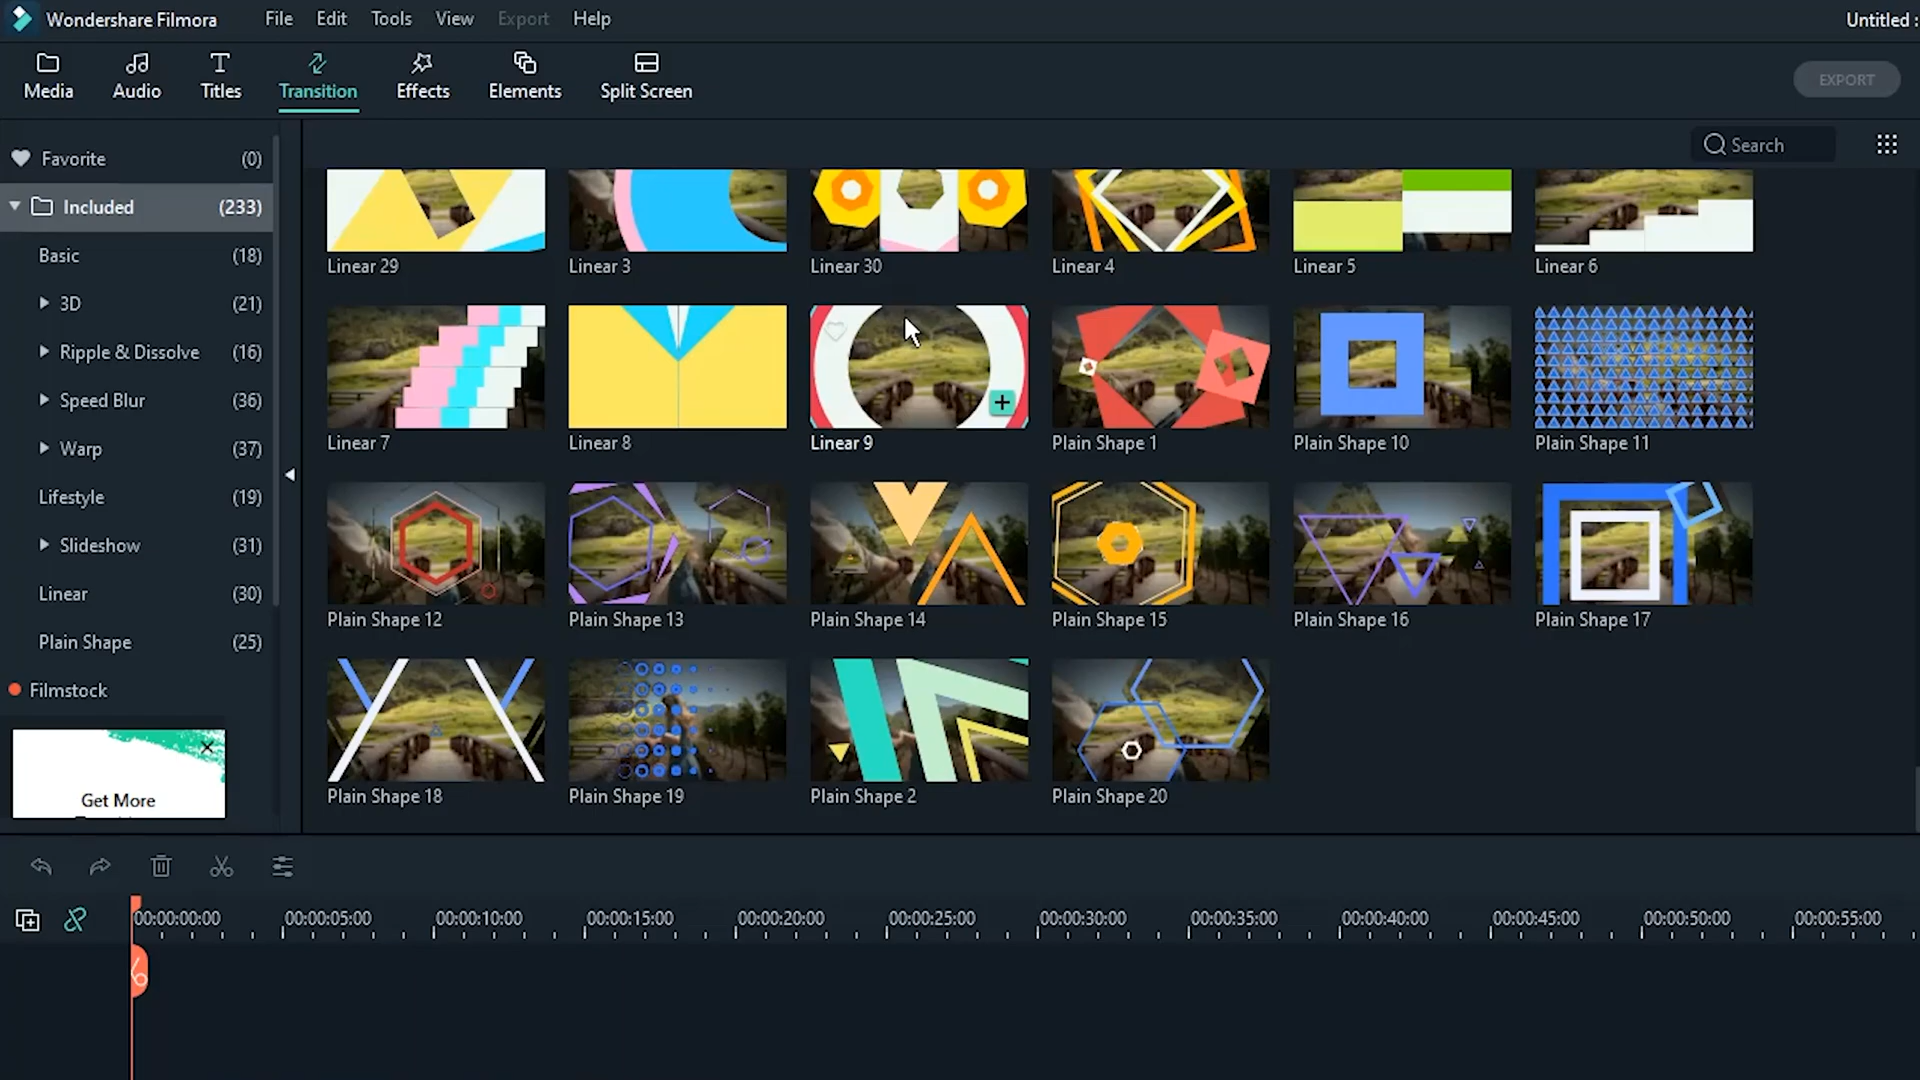 Wondershare Filmora File Edit Tools View Export Help Untitled :
Media Audio Titles Transition Effects Elements Split Screen
EXPORT
Favorite (0)
Search
Included (233)
Basic (18)
3D (21)
Ripple & Dissolve (16)
Speed Blur (36)
Warp (37)
Lifestyle (19)
Slideshow (31)
Linear (30)
Plain Shape (25)
Filmstock
Get More
Linear 29 Linear 3 Linear 30 Linear 4 Linear 5 Linear 6
Linear 7 Linear 8 Linear 9 Plain Shape 1 Plain Shape 10 Plain Shape 11
Plain Shape 12 Plain Shape 13 Plain Shape 14 Plain Shape 15 Plain Shape 16 Plain Shape 17
Plain Shape 18 Plain Shape 19 Plain Shape 2 Plain Shape 20
00:00:00:00 00:00:05:00 00:00:10:00 00:00:15:00 00:00:20:00 00:00:25:00 00:00:30:00 00:00:35:00 00:00:40:00 00:00:45:00 00:00:50:00 00:00:55:00